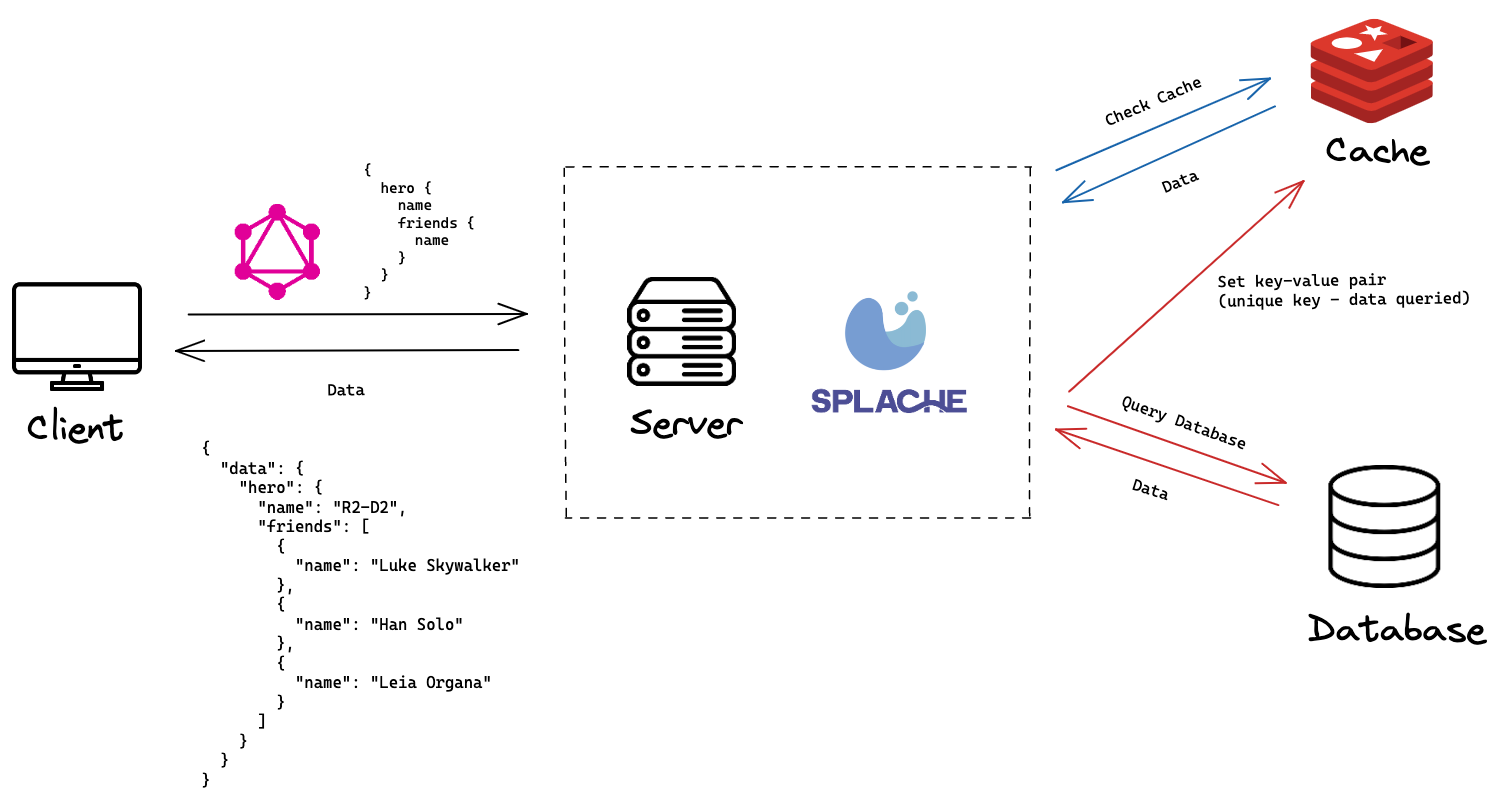 {
  hero {
    name
    friends {
      name
    }
  }
}
Data
Client
{
  "data": {
    "hero": {
      "name": "R2-D2",
      "friends": [
        {
          "name": "Luke Skywalker"
        },
        {
          "name": "Han Solo"
        },
        {
          "name": "Leia Organa"
        }
      ]
    }
  }
}
Server
SPLACHE
Check Cache
Data
Cache
Set key-value pair
(unique key - data queried)
Query Database
Data
Database